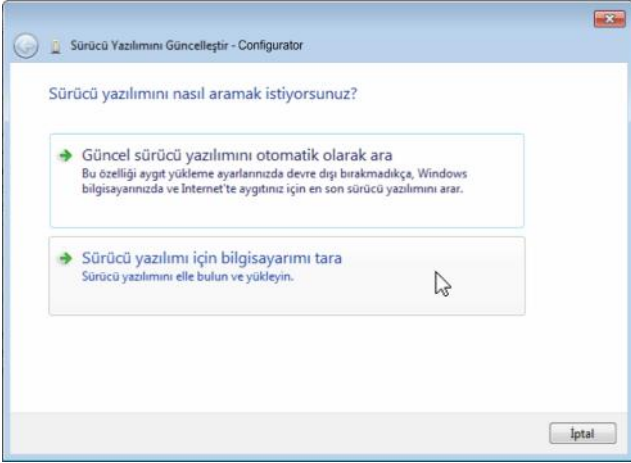 Sürücü Yazılımını Güncelleştir - Configurator
Sürücü yazılımını nasıl aramak istiyorsunuz?
Güncel sürücü yazılımını otomatik olarak ara
Bu özelliği aygıt yükleme ayarlarınızda devre dışı bırakmadıkça, Windows
bilgisayarınızda ve Internet'te aygıtınız için en son sürücü yazılımını arar.
Sürücü yazılımı için bilgisayarımı tara
Sürücü yazılımını elle bulun ve yükleyin.
İptal